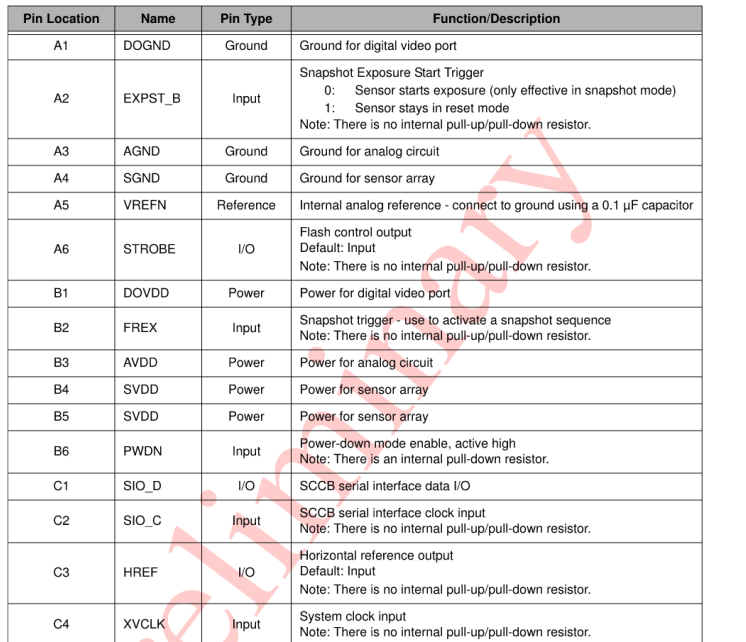 Pin Location Name Pin Type Function/Description
A1 DOGND Ground Ground for digital video port
A2 EXPST_B Input Snapshot Exposure Start Trigger
0: Sensor starts exposure (only effective in snapshot mode)
1: Sensor stays in reset mode
Note: There is no internal pull-up/pull-down resistor.
A3 AGND Ground Ground for analog circuit
A4 SGND Ground Ground for sensor array
A5 VREFN Reference Internal analog reference - connect to ground using a 0.1 µF capacitor
A6 STROBE I/O Flash control output
Default: Input
Note: There is no internal pull-up/pull-down resistor.
B1 DOVDD Power Power for digital video port
B2 FREX Input Snapshot trigger - use to activate a snapshot sequence
Note: There is no internal pull-up/pull-down resistor.
B3 AVDD Power Power for analog circuit
B4 SVDD Power Power for sensor array
B5 SVDD Power Power for sensor array
B6 PWDN Input Power-down mode enable, active high
Note: There is an internal pull-down resistor.
C1 SIO_D I/O SCCB serial interface data I/O
C2 SIO_C Input SCCB serial interface clock input
Note: There is no internal pull-up/pull-down resistor.
C3 HREF I/O Horizontal reference output
Default: Input
Note: There is no internal pull-up/pull-down resistor.
C4 XVCLK Input System clock input
Note: There is no internal pull-up/pull-down resistor.
eliminary